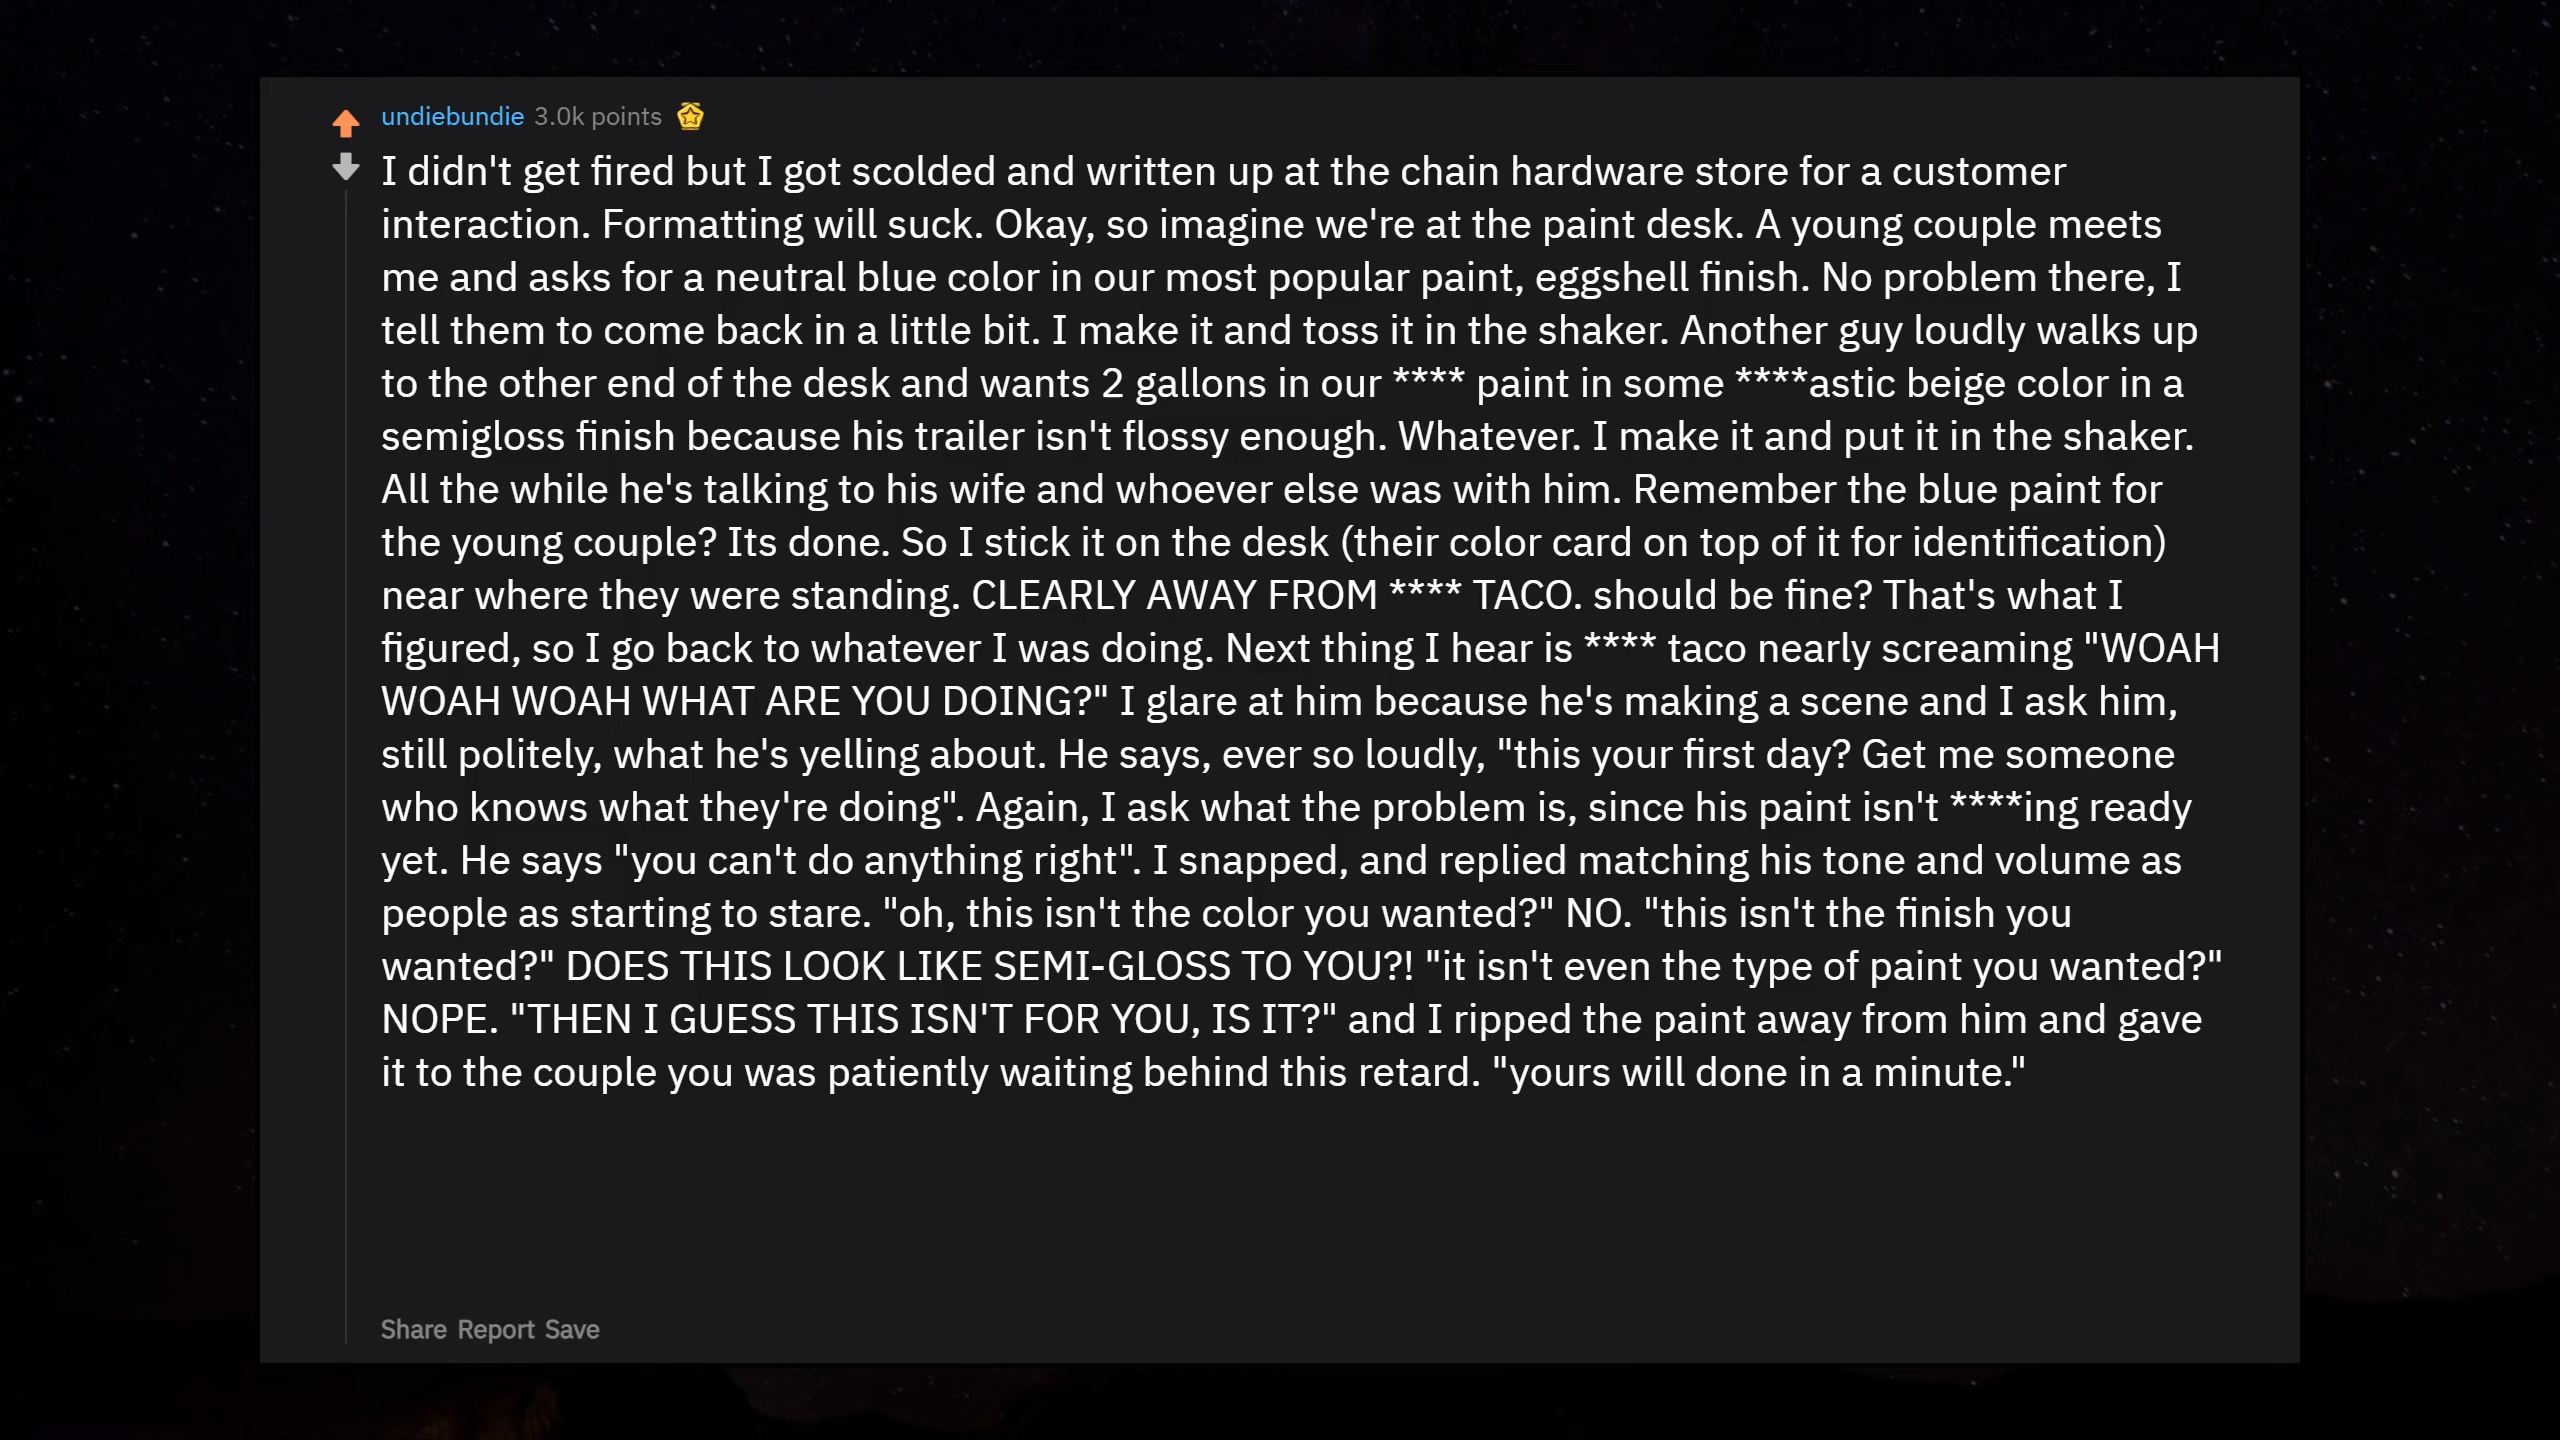 undiebundie 3.0k points
I didn't get fired but I got scolded and written up at the chain hardware store for a customer
interaction. Formatting will suck. Okay, so imagine we're at the paint desk. A young couple meets
me and asks for a neutral blue color in our most popular paint, eggshell finish. No problem there, I
tell them to come back in a little bit. I make it and toss it in the shaker. Another guy loudly walks up
to the other end of the desk and wants 2 gallons in our **** paint in some ****astic beige color in a
semigloss finish because his trailer isn't flossy enough. Whatever. I make it and put it in the shaker.
All the while he's talking to his wife and whoever else was with him. Remember the blue paint for
the young couple? Its done. So I stick it on the desk (their color card on top of it for identification)
near where they were standing. CLEARLY AWAY FROM **** TACO. should be fine? That's what I
figured, so I go back to whatever I was doing. Next thing I hear is **** taco nearly screaming "WOAH
WOAH WOAH WHAT ARE YOU DOING?" I glare at him because he's making a scene and I ask him,
still politely, what he's yelling about. He says, ever so loudly, "this your first day? Get me someone
who knows what they're doing". Again, I ask what the problem is, since his paint isn't ****ing ready
yet. He says "you can't do anything right". I snapped, and replied matching his tone and volume as
people as starting to stare. "oh, this isn't the color you wanted?" NO. "this isn't the finish you
wanted?" DOES THIS LOOK LIKE SEMI-GLOSS TO YOU?! "it isn't even the type of paint you wanted?"
NOPE. "THEN I GUESS THIS ISN'T FOR YOU, IS IT?" and I ripped the paint away from him and gave
it to the couple you was patiently waiting behind this retard. "yours will done in a minute."
Share Report Save